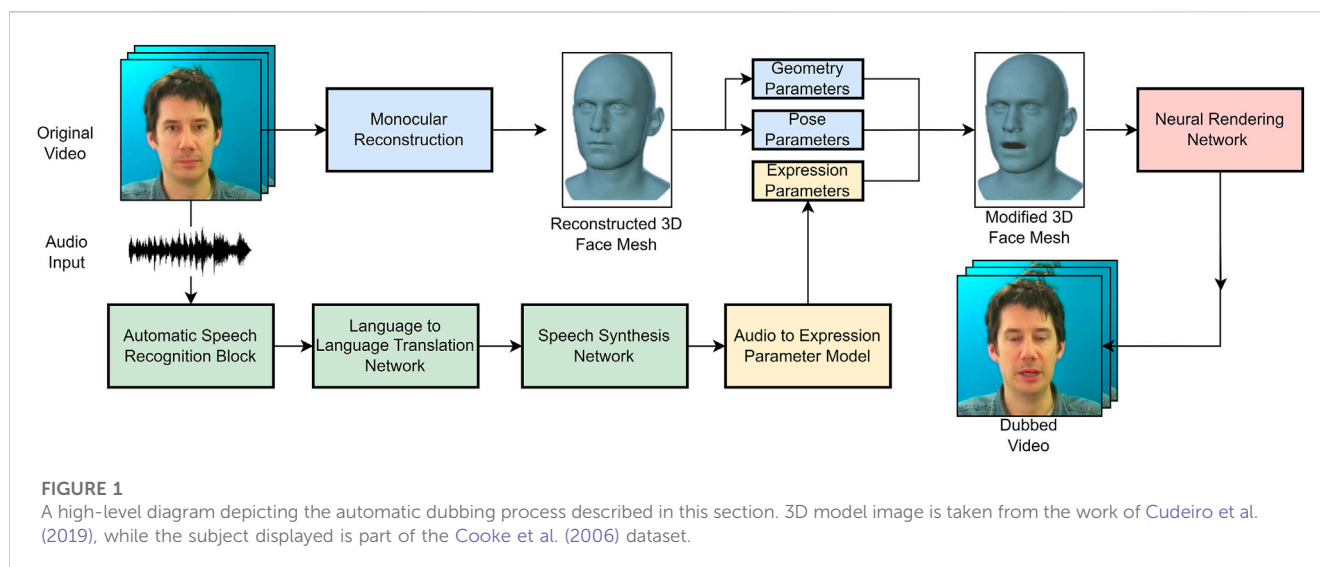 Original
Video
Monocular
Reconstruction
Reconstructed 3D
Face Mesh
Geometry
Parameters
Pose
Parameters
Expression
Parameters
Modified 3D
Face Mesh
Neural Rendering
Network
Audio
Input
Automatic Speech
Recognition Block
Language to
Language Translation
Network
Speech Synthesis
Network
Audio to Expression
Parameter Model
Dubbed
Video
FIGURE 1
A high-level diagram depicting the automatic dubbing process described in this section. 3D model image is taken from the work of Cudeiro et al.
(2019), while the subject displayed is part of the Cooke et al. (2006) dataset.